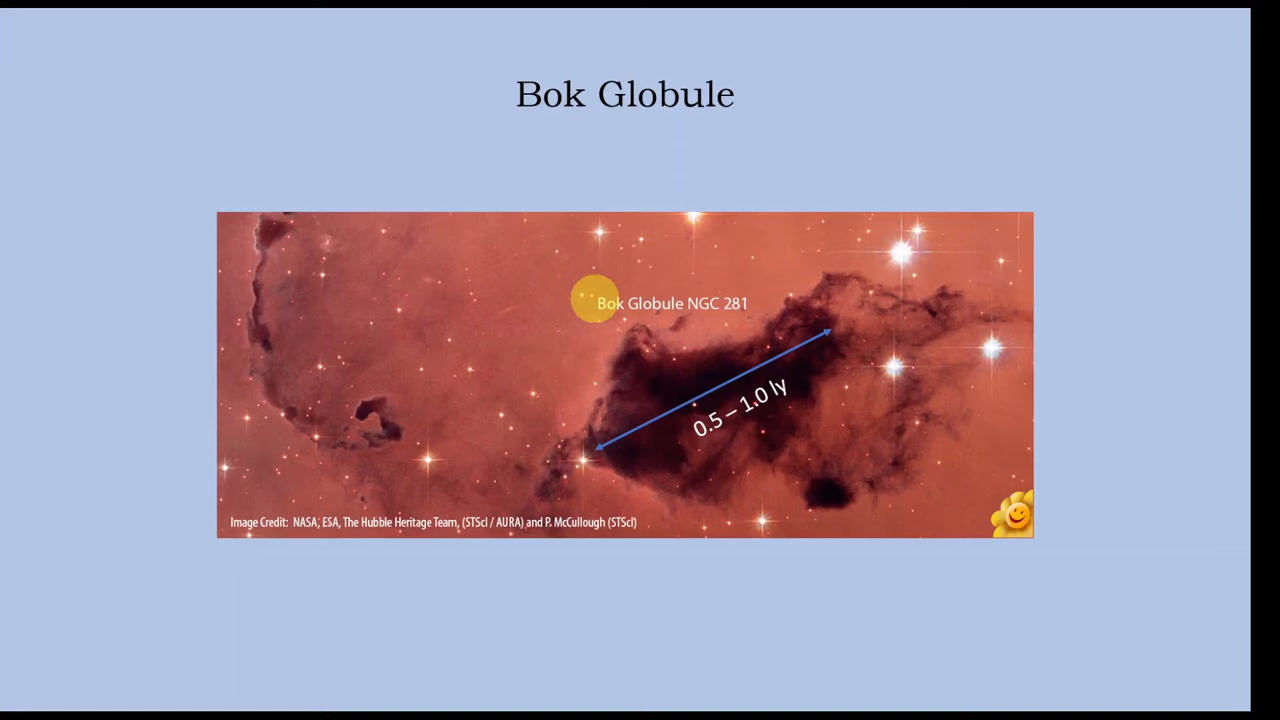 Bok Globule
Bok Globule NGC 281
0.5 – 1.0 ly
Image Credit: NASA, ESA, The Hubble Heritage Team, (STScI / AURA) and P. McCullough (STScI)